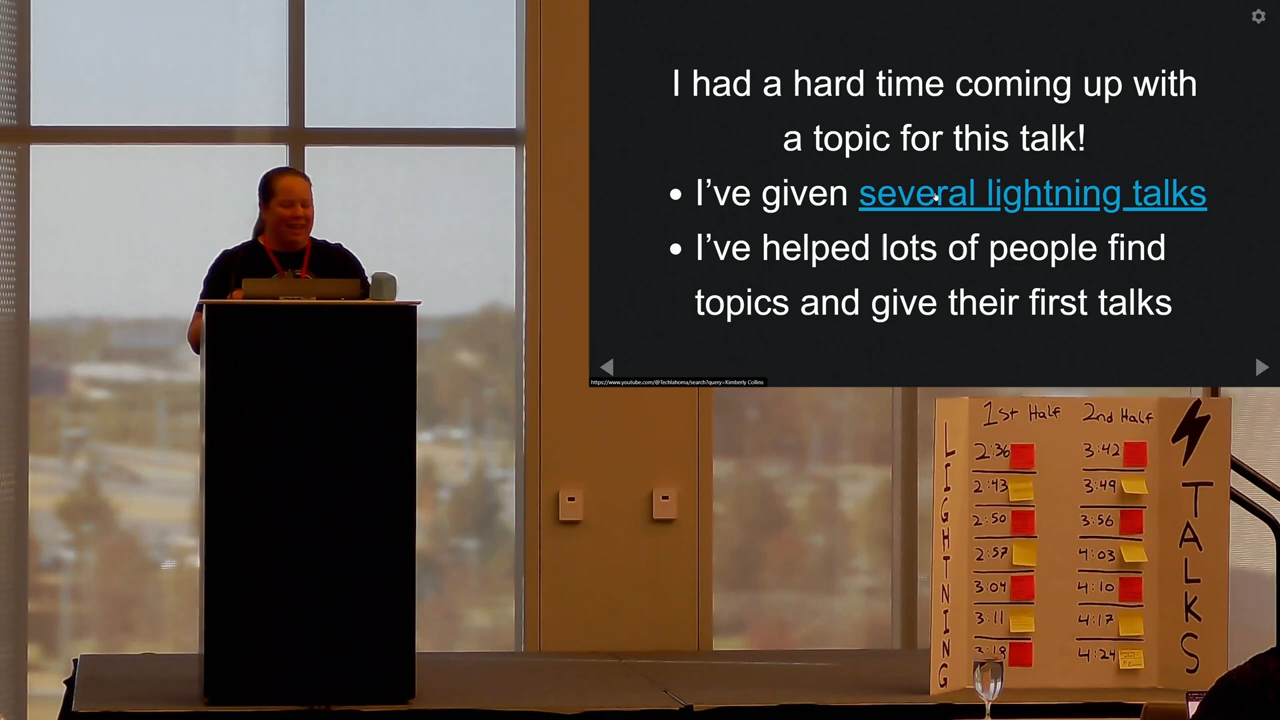 I had a hard time coming up with
a topic for this talk!
• I've given several lightning talks
• I've helped lots of people find
topics and give their first talks
https://www.youtube.com/@Techlahoma/search?query=Kimberly Collins
LIGHTNING
1st Half
2:36
2:43
2:50
2:57
3:04
3:11
3:18
2nd Half
3:42
3:49
3:56
4:03
4:10
4:17
4:24
TALKS